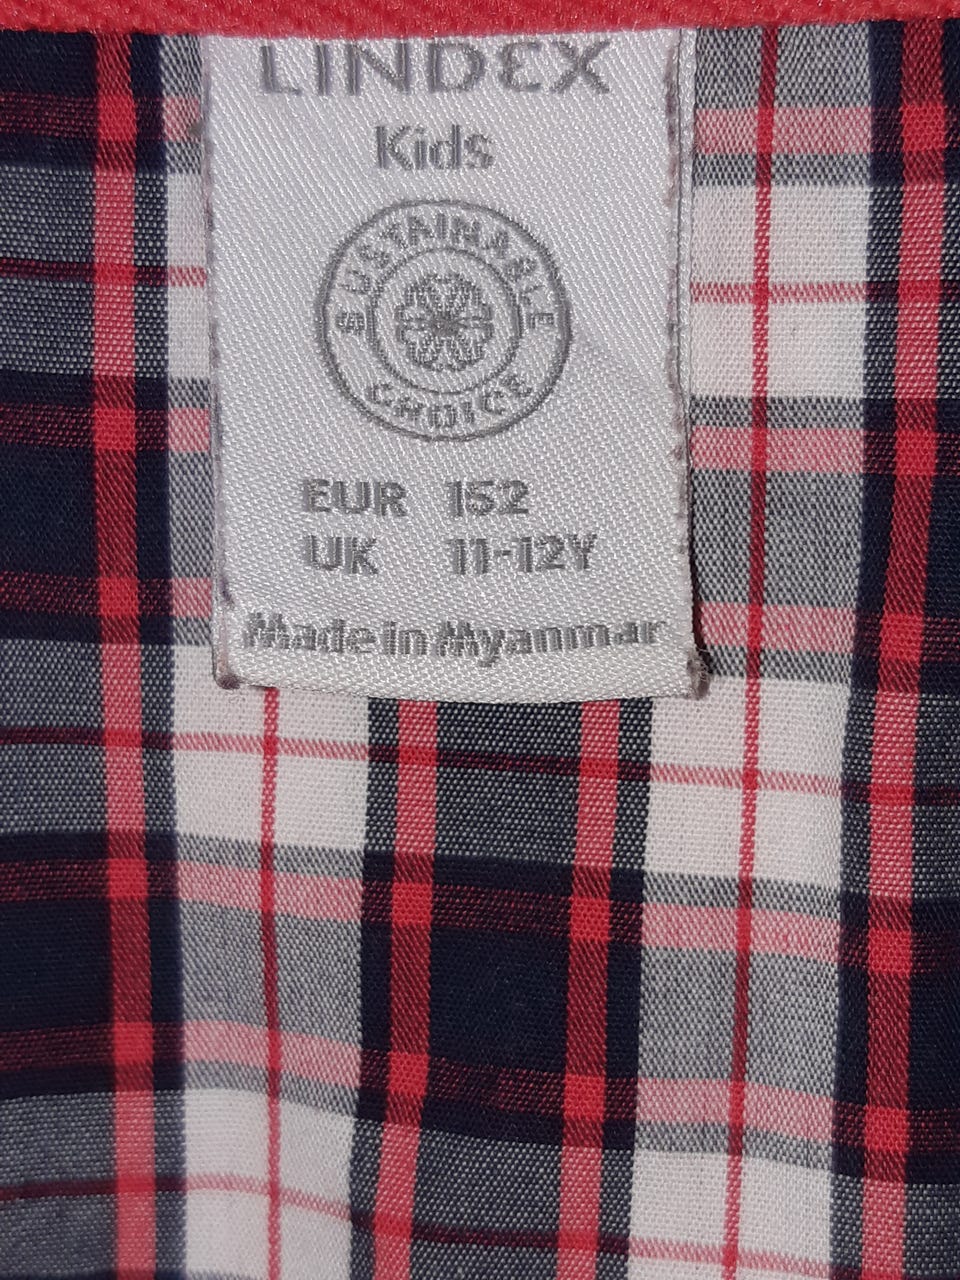 LINDEX
Kids
SUSTAINABLE
CHOICE
EUR 152
UK 11-12Y
Made in Myanmar